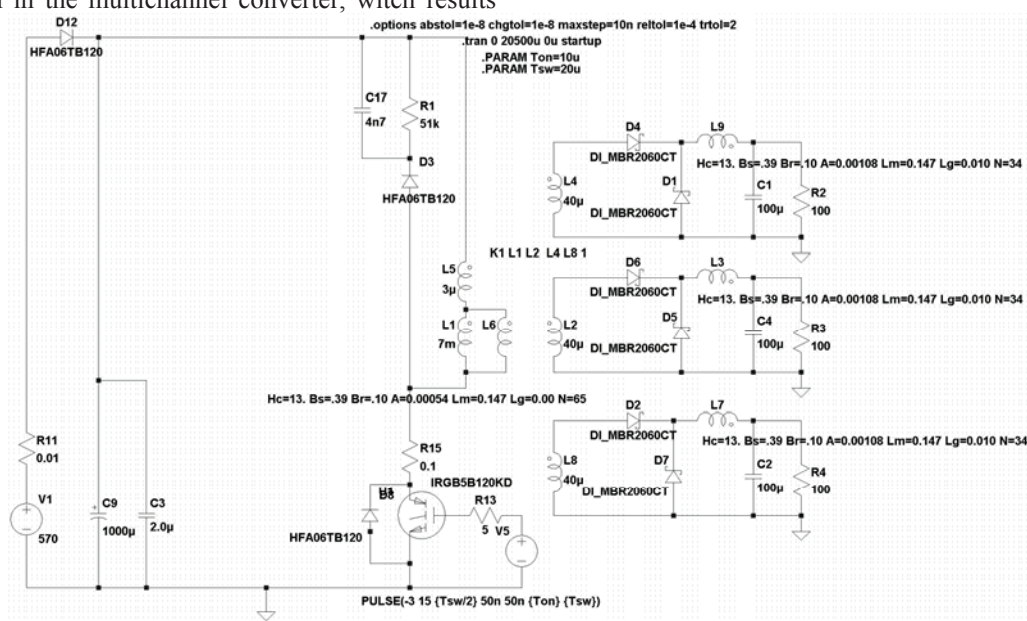 r in the multichanner converter, witch results
D12
.options abstol=1e-8 chgtol=1e-8 maxstep=10n reltol=1e-4 trtol=2
HFA06TB120
.tran 0 20500u 0u startup
.PARAM Ton=10u
.PARAM Tsw=20u
C17
4n7
R1
51k
D3
HFA06TB120
D4
L9
DI_MBR2060CT
Hc=13. Bs=.39 Br=.10 A=0.00108 Lm=0.147 Lg=0.010 N=34
L4
40µ
D1
DI_MBR2060CT
C1
100µ
R2
100
K1 L1 L2 L4 L8 1
L5
3µ
L1
7m
L6
D6
L3
DI_MBR2060CT
Hc=13. Bs=.39 Br=.10 A=0.00108 Lm=0.147 Lg=0.010 N=34
L2
40µ
D5
DI_MBR2060CT
C4
100µ
R3
100
Hc=13. Bs=.39 Br=.10 A=0.00054 Lm=0.147 Lg=0.00 N=65
D2
L7
DI_MBR2060CT
Hc=13. Bs=.39 Br=.10 A=0.00108 Lm=0.147 Lg=0.010 N=34
L8
40µ
D7
DI_MBR2060CT
C2
100µ
R4
100
R11
0.01
V1
570
C9
1000µ
C3
2.0µ
R15
0.1
IRGB5B120KD
HFA06TB120
R13
5
V5
PULSE(-3 15 {Tsw/2} 50n 50n {Ton} {Tsw})